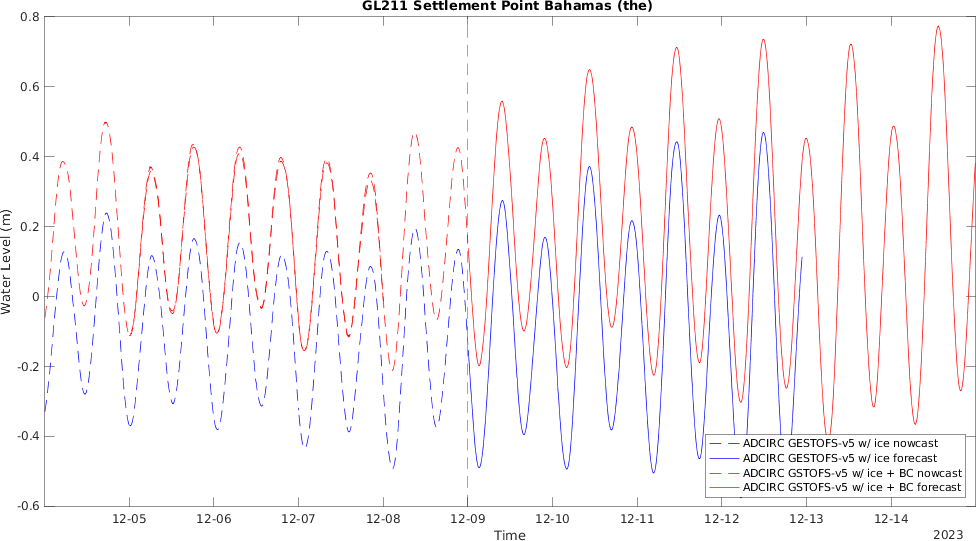 GL211 Settlement Point Bahamas (the)
0.8
0.6
0.4
0.2
0
-0.2
-0.4
-0.6
Water Level (m)
ADCIRC GESTOFS-v5 w/ ice nowcast
ADCIRC GESTOFS-v5 w/ ice forecast
ADCIRC GSTOFS-v5 w/ ice + BC nowcast
ADCIRC GSTOFS-v5 w/ ice + BC forecast
12-05 12-06 12-07 12-08 12-09 12-10 12-11 12-12 12-13 12-14
Time
2023